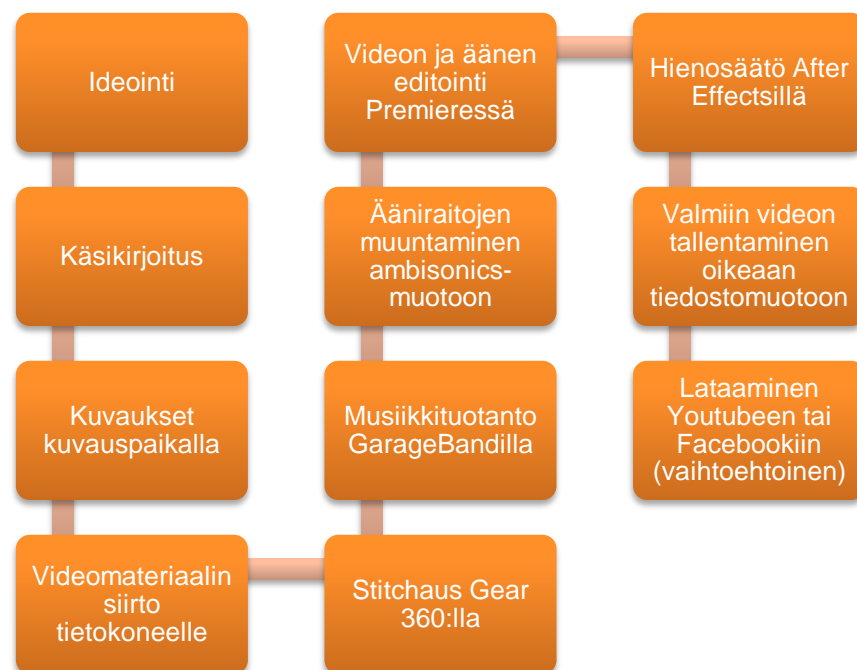 Ideointi
Käsikirjoitus
Kuvaukset
kuvauspaikalla
Videomateriaalin
siirto
tietokoneelle
Stitchaus Gear
360:lla
Musiikkituotanto
GarageBandilla
Ääniraitojen
muuntaminen
ambisonics-
muotoon
Videon ja äänen
editointi
Premieressä
Hienosäätö After
Effectsillä
Valmiin videon
tallentaminen
oikeaan
tiedostomuotoon
Lataaminen
Youtubeen tai
Facebookiin
(vaihtoehtoinen)